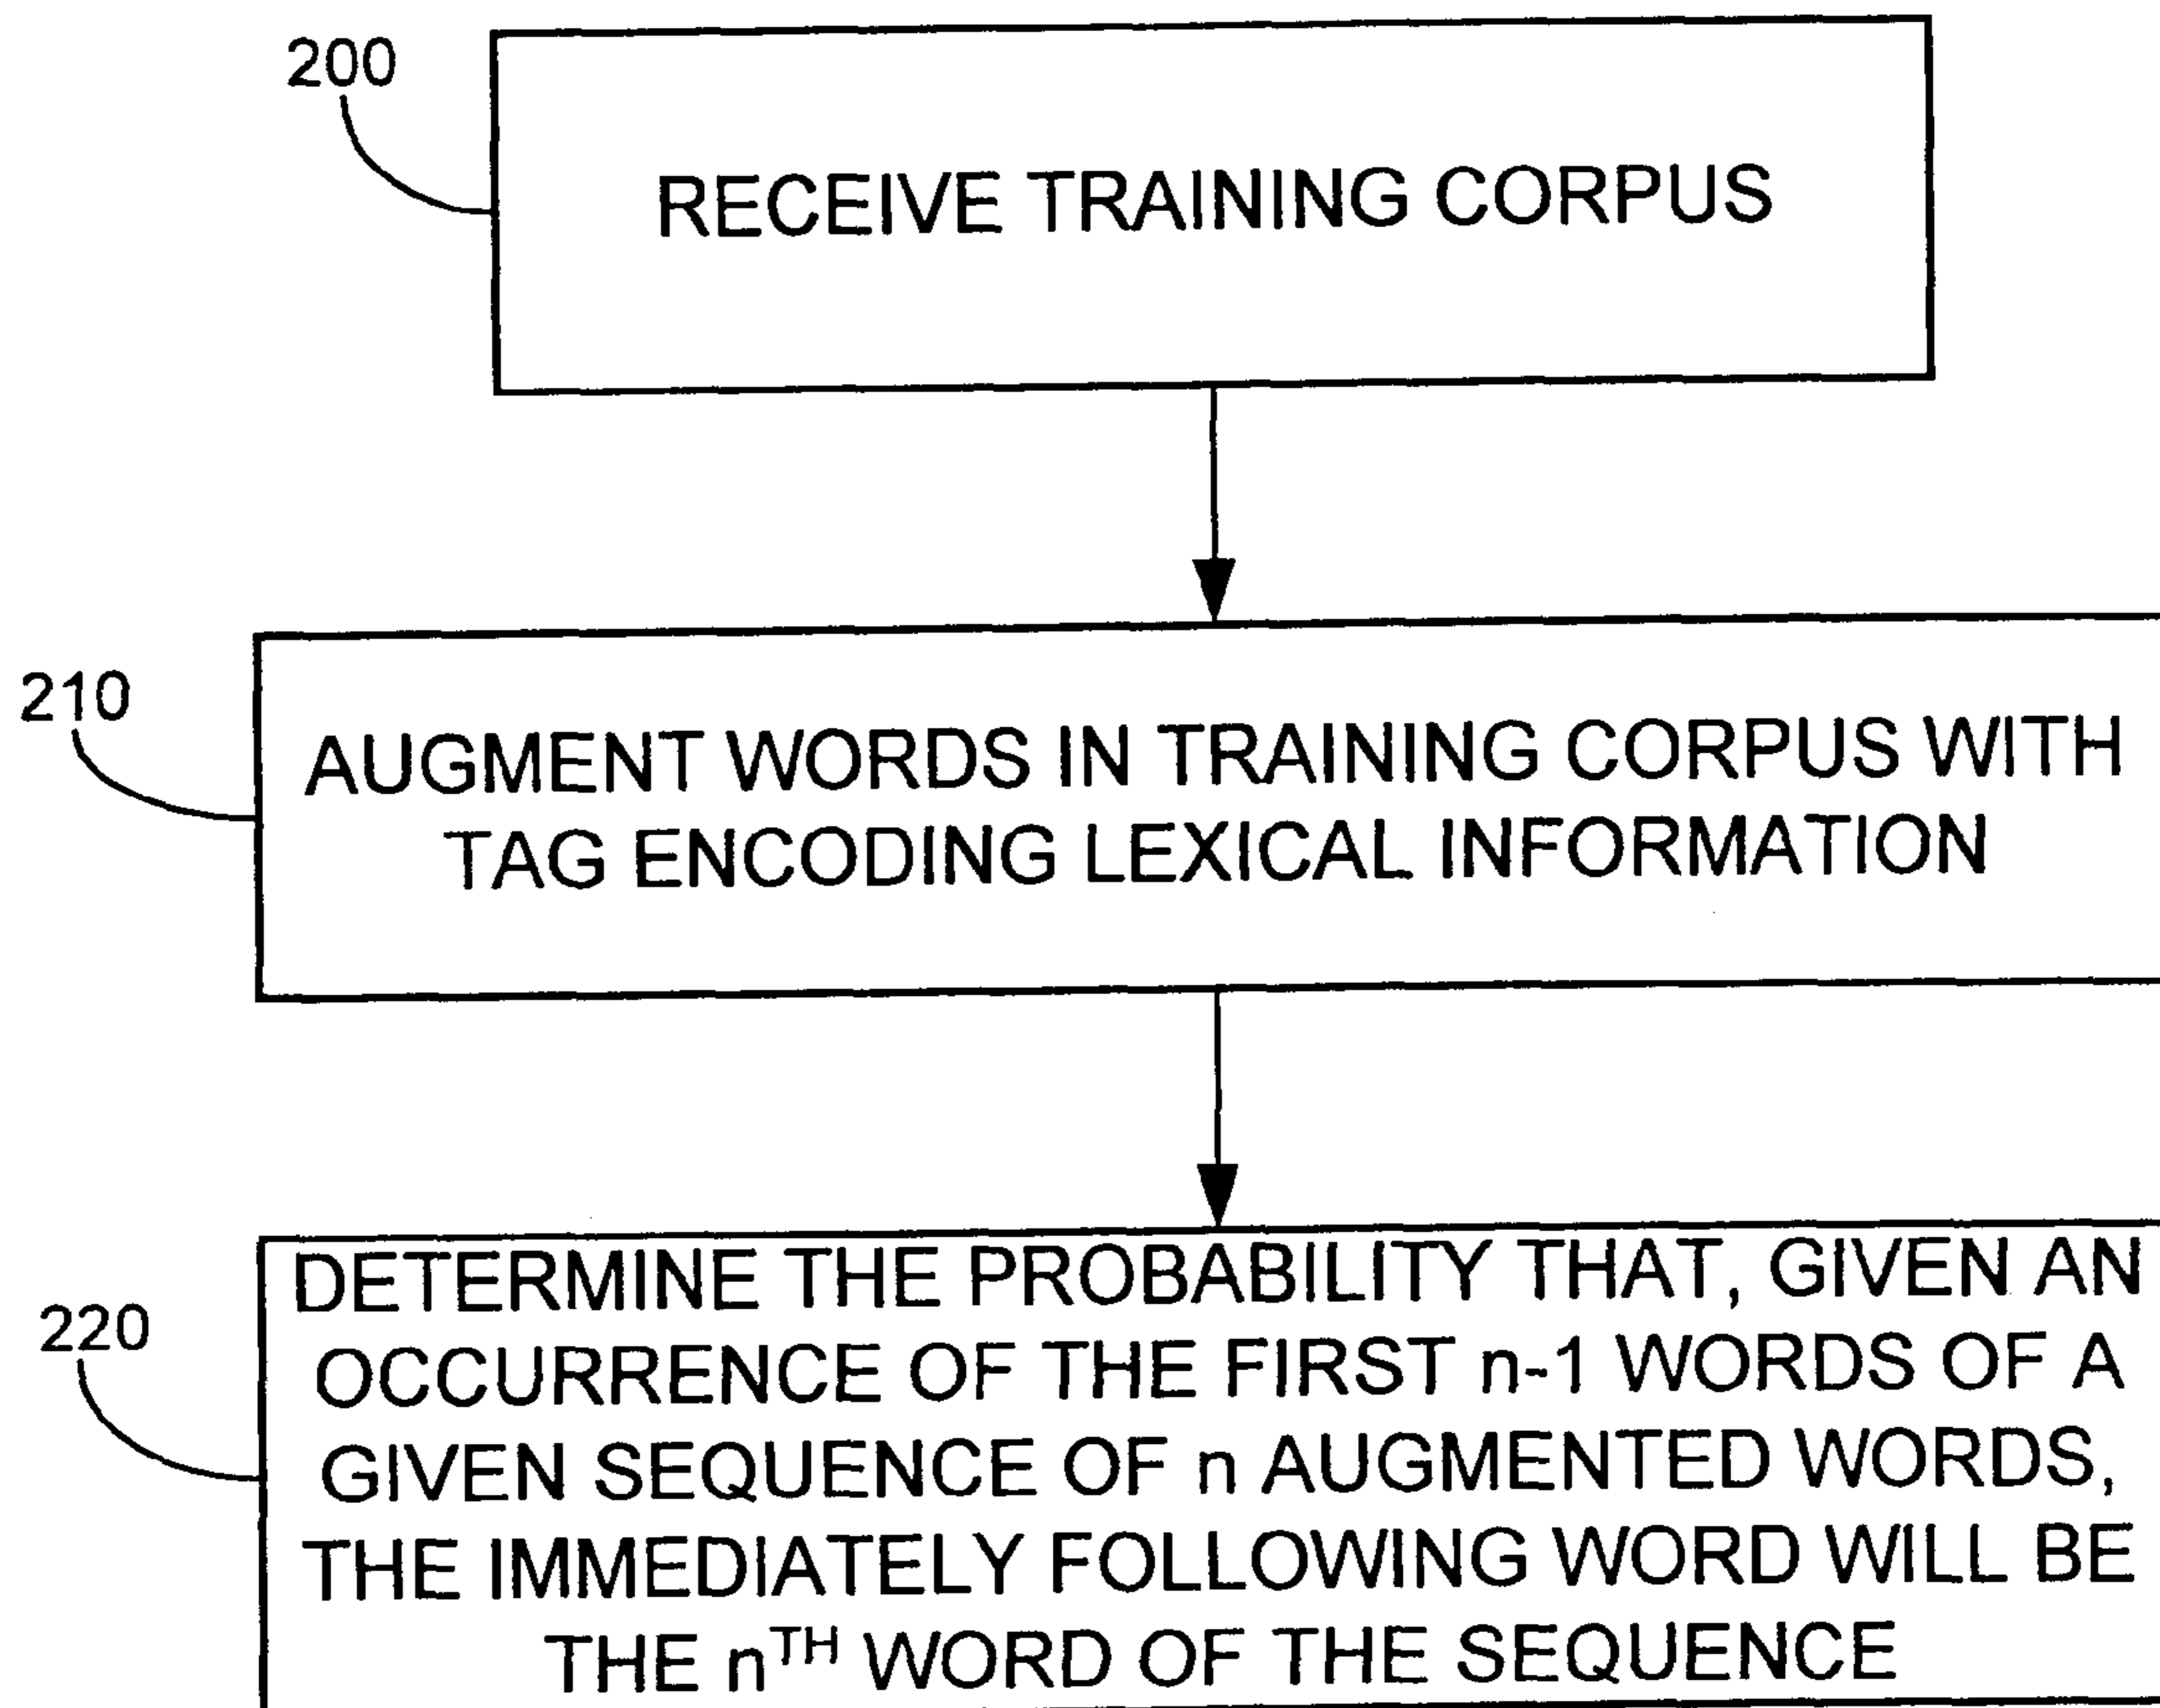 200
RECEIVE TRAINING CORPUS
210
AUGMENT WORDS IN TRAINING CORPUS WITH
TAG ENCODING LEXICAL INFORMATION
220
DETERMINE THE PROBABILITY THAT, GIVEN AN
OCCURRENCE OF THE FIRST n-1 WORDS OF A
GIVEN SEQUENCE OF n AUGMENTED WORDS,
THE IMMEDIATELY FOLLOWING WORD WILL BE
THE nTH WORD OF THE SEQUENCE